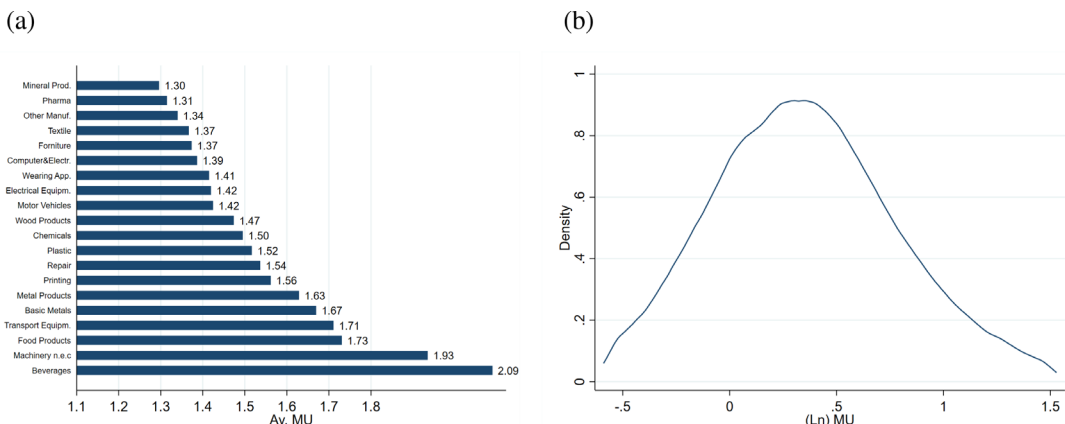 (a)
Mineral Prod. 1.30
Pharma 1.31
Other Manuf. 1.34
Textile 1.37
Forniture 1.37
Computer&Electr. 1.39
Wearing App. 1.41
Electrical Equipm. 1.42
Motor Vehicles 1.42
Wood Products 1.47
Chemicals 1.50
Plastic 1.52
Repair 1.54
Printing 1.56
Metal Products 1.63
Basic Metals 1.67
Transport Equipm. 1.71
Food Products 1.73
Machinery n.e.c 1.93
Beverages 2.09
1.1 1.2 1.3 1.4 1.5 1.6 1.7 1.8
Av. MU
(b)
Density
1
.8
.6
.4
.2
0
-.5 0 .5 1 1.5
(Ln) MU